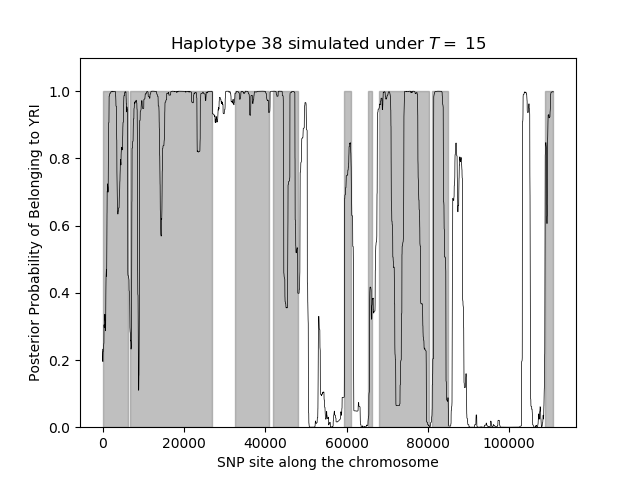 Haplotype 38 simulated under T = 15
Posterior Probability of Belonging to YRI
1.0
0.8
0.6
0.4
0.2
0.0
0 20000 40000 60000 80000 100000
SNP site along the chromosome